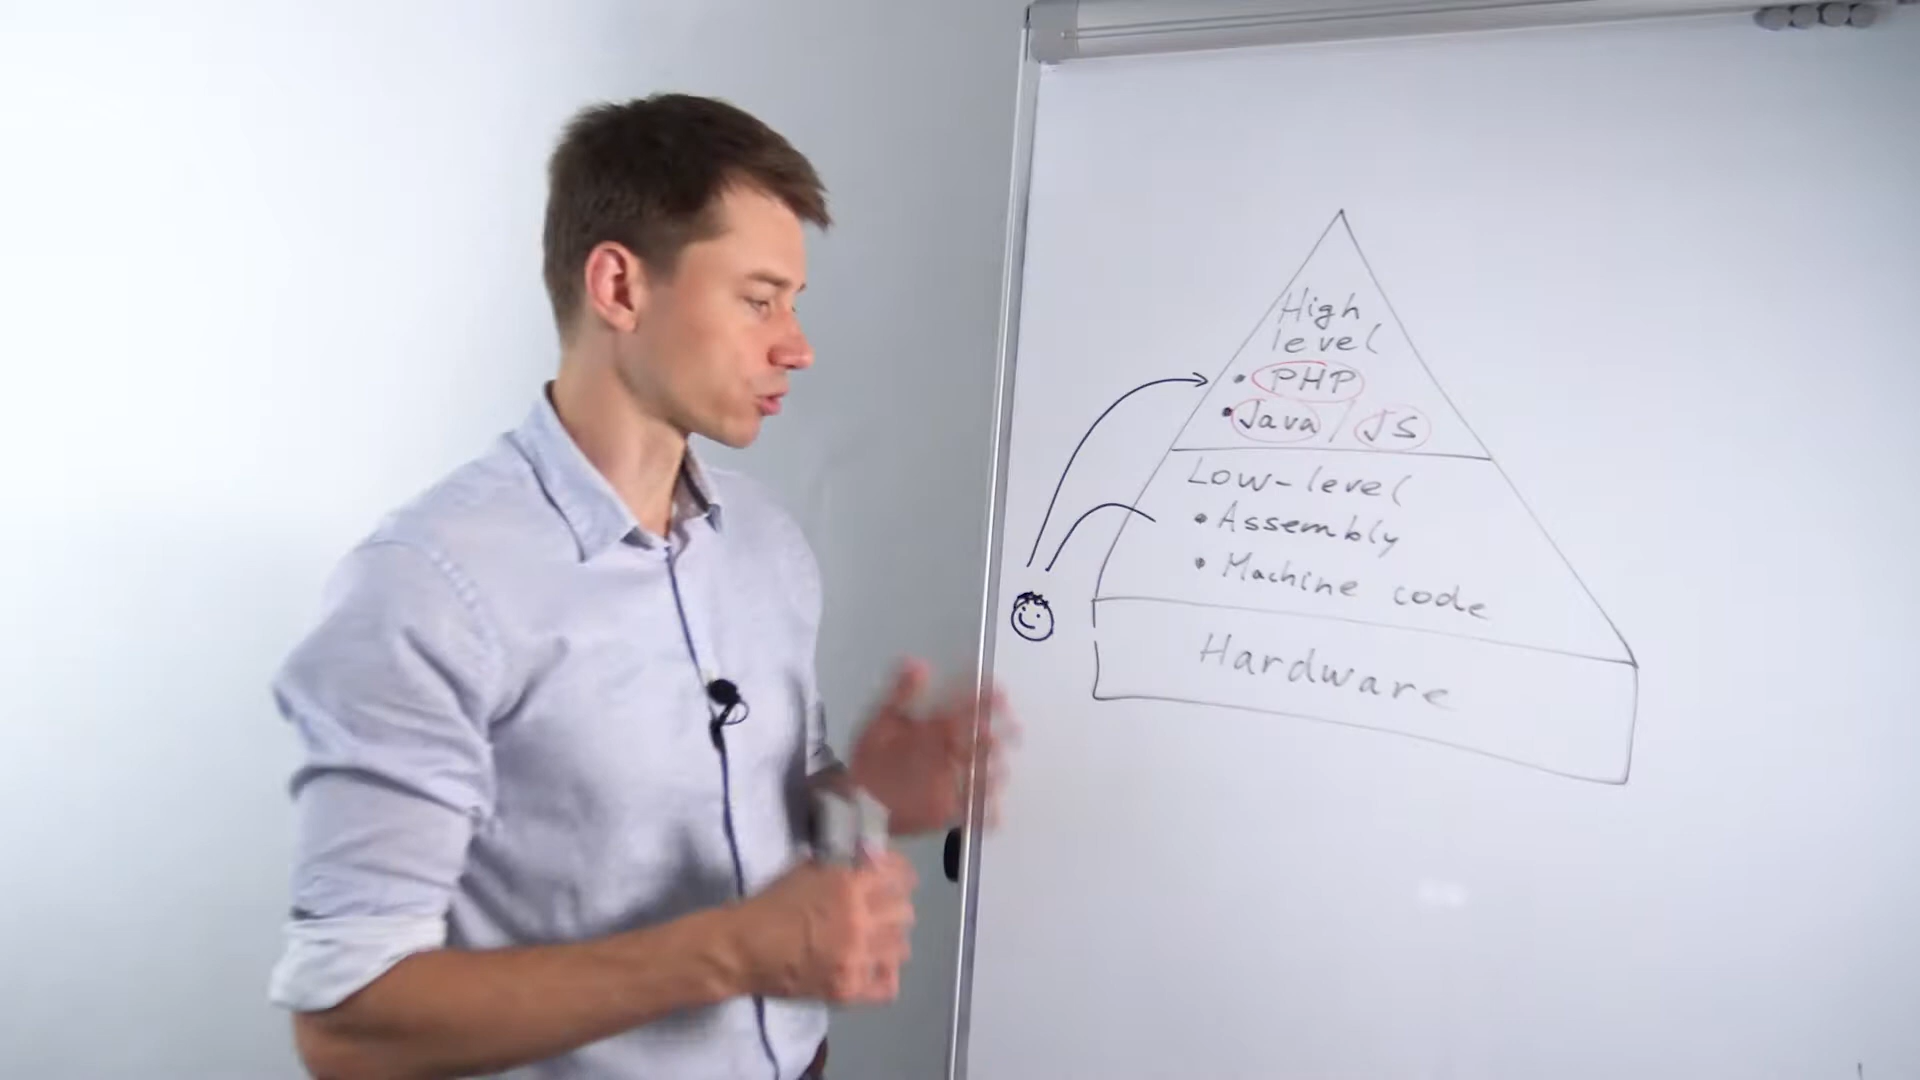 High
level
• PHP
• Java / JS
Low-level
• Assembly
• Machine code
Hardware